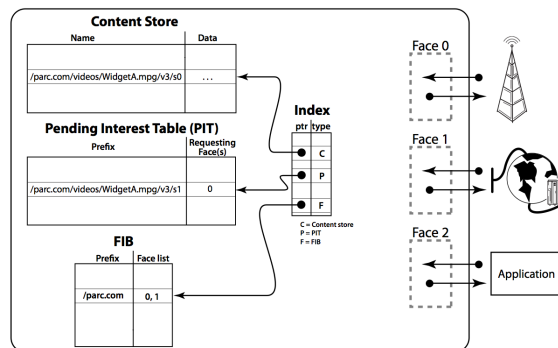 Content Store
Name Data
/parc.com/videos/WidgetA.mpg/v3/s0 ...
Pending Interest Table (PIT)
Prefix Requesting Face(s)
/parc.com/videos/WidgetA.mpg/v3/s1 0
FIB
Prefix Face list
/parc.com 0, 1
Index
ptr type
C
P
F
C = Content store
P = PIT
F = FIB
Face 0
Face 1
Face 2
Application